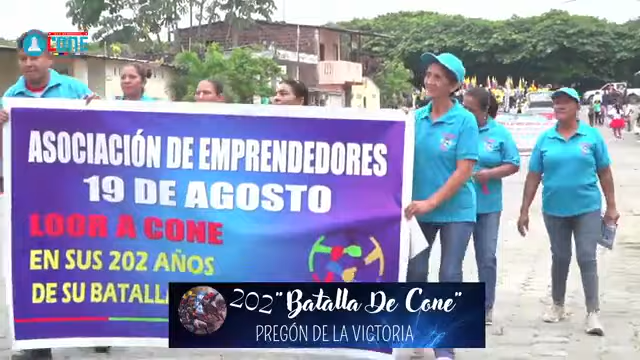 CONE
ASOCIACIÓN DE EMPRENDEDORES
19 DE AGOSTO
LOOR A CONE
EN SUS 202 AÑOS
DE SU BATALLA
202"Batalla De Cone"
PREGÓN DE LA VICTORIA